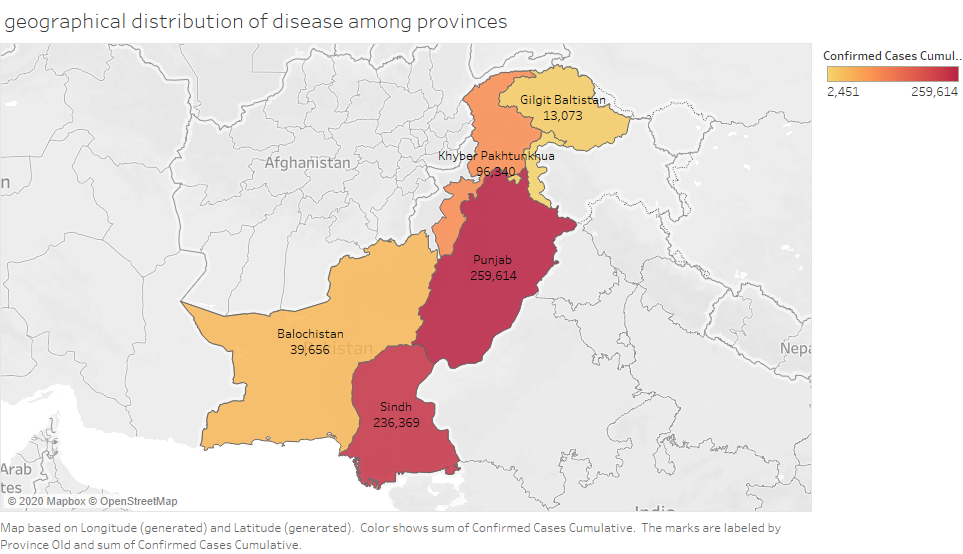 geographical distribution of disease among provinces
Confirmed Cases Cumul..
2,451 259,614
Gilgit Baltistan
13,073
Afghanistan
Khyber Pakhtunkhua
96,340
n
Punjab
259,614
Balochistan
39,656
istan
Nepa
Sindh
236,369
Arab
tes
© 2020 Mapbox © OpenStreetMap
Map based on Longitude (generated) and Latitude (generated). Color shows sum of Confirmed Cases Cumulative. The marks are labeled by
Province Old and sum of Confirmed Cases Cumulative.